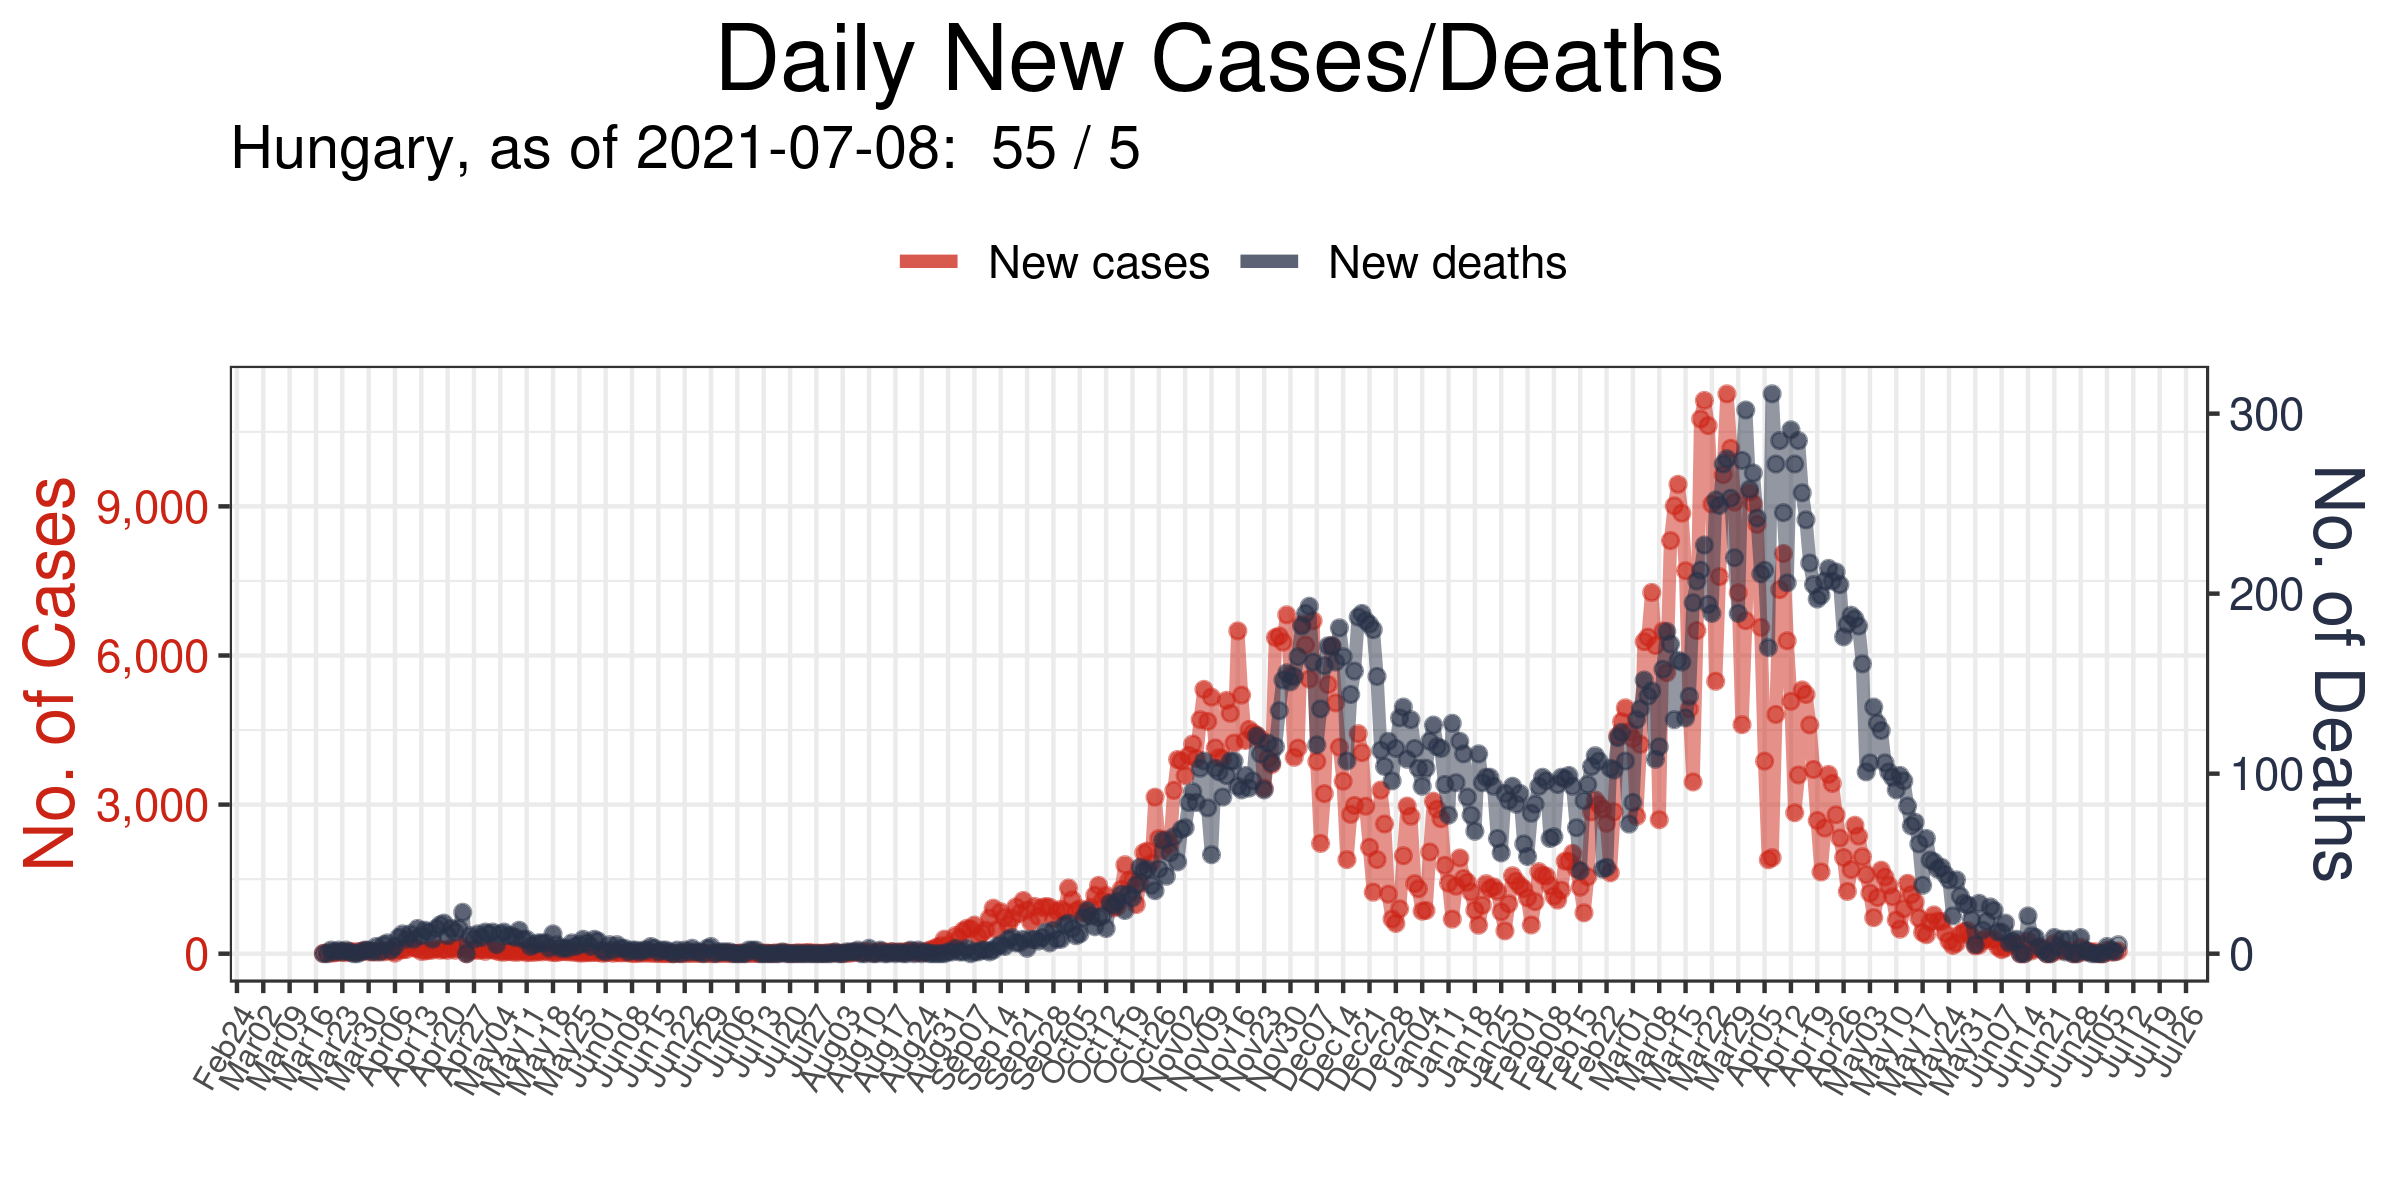 Daily New Cases/Deaths
Hungary, as of 2021-07-08:  55 / 5
New cases New deaths
No. of Cases
9,000
6,000
3,000
0
300
200
100
0
No. of Deaths
Feb24
Mar02
Mar09
Mar16
Mar23
Mar30
Apr06
Apr13
Apr20
Apr27
May04
May11
May18
May25
Jun01
Jun08
Jun15
Jun22
Jun29
Jul06
Jul13
Jul20
Jul27
Aug03
Aug10
Aug17
Aug24
Aug31
Sep07
Sep14
Sep21
Sep28
Oct05
Oct12
Oct19
Oct26
Nov02
Nov09
Nov16
Nov23
Nov30
Dec07
Dec14
Dec21
Dec28
Jan04
Jan11
Jan18
Jan25
Feb01
Feb08
Feb15
Feb22
Mar01
Mar08
Mar15
Mar22
Mar29
Apr05
Apr12
Apr19
Apr26
May03
May10
May17
May24
May31
Jun07
Jun14
Jun21
Jun28
Jul05
Jul12
Jul19
Jul26